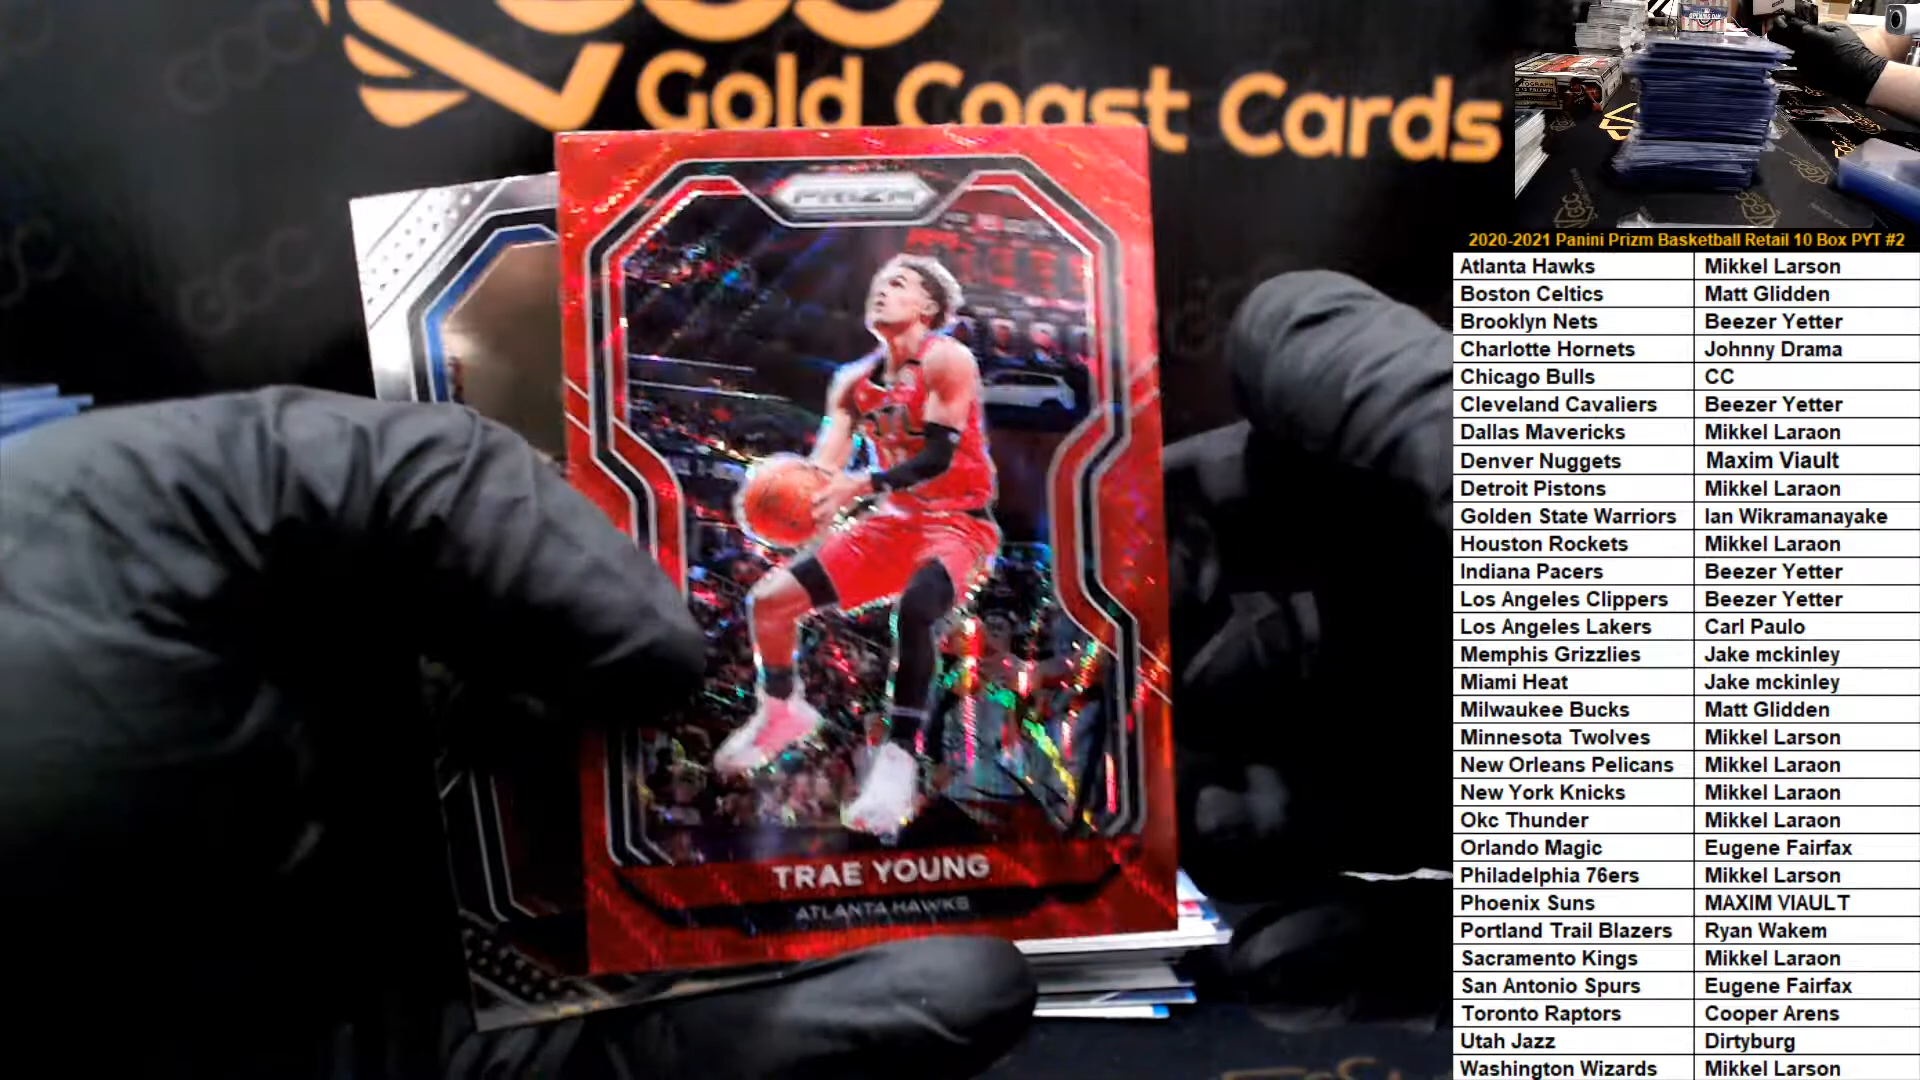 Gold Coast Cards
PRIZM
TRAE YOUNG
ATLANTA HAWKS
OPENING DAY
2020-2021 Panini Prizm Basketball Retail 10 Box PYT #2
Atlanta Hawks Mikkel Larson
Boston Celtics Matt Glidden
Brooklyn Nets Beezer Yetter
Charlotte Hornets Johnny Drama
Chicago Bulls CC
Cleveland Cavaliers Beezer Yetter
Dallas Mavericks Mikkel Laraon
Denver Nuggets Maxim Viault
Detroit Pistons Mikkel Laraon
Golden State Warriors Ian Wikramanayake
Houston Rockets Mikkel Laraon
Indiana Pacers Beezer Yetter
Los Angeles Clippers Beezer Yetter
Los Angeles Lakers Carl Paulo
Memphis Grizzlies Jake mckinley
Miami Heat Jake mckinley
Milwaukee Bucks Matt Glidden
Minnesota Twolves Mikkel Larson
New Orleans Pelicans Mikkel Laraon
New York Knicks Mikkel Laraon
Okc Thunder Mikkel Laraon
Orlando Magic Eugene Fairfax
Philadelphia 76ers Mikkel Larson
Phoenix Suns MAXIM VIAULT
Portland Trail Blazers Ryan Wakem
Sacramento Kings Mikkel Laraon
San Antonio Spurs Eugene Fairfax
Toronto Raptors Cooper Arens
Utah Jazz Dirtyburg
Washington Wizards Mikkel Larson